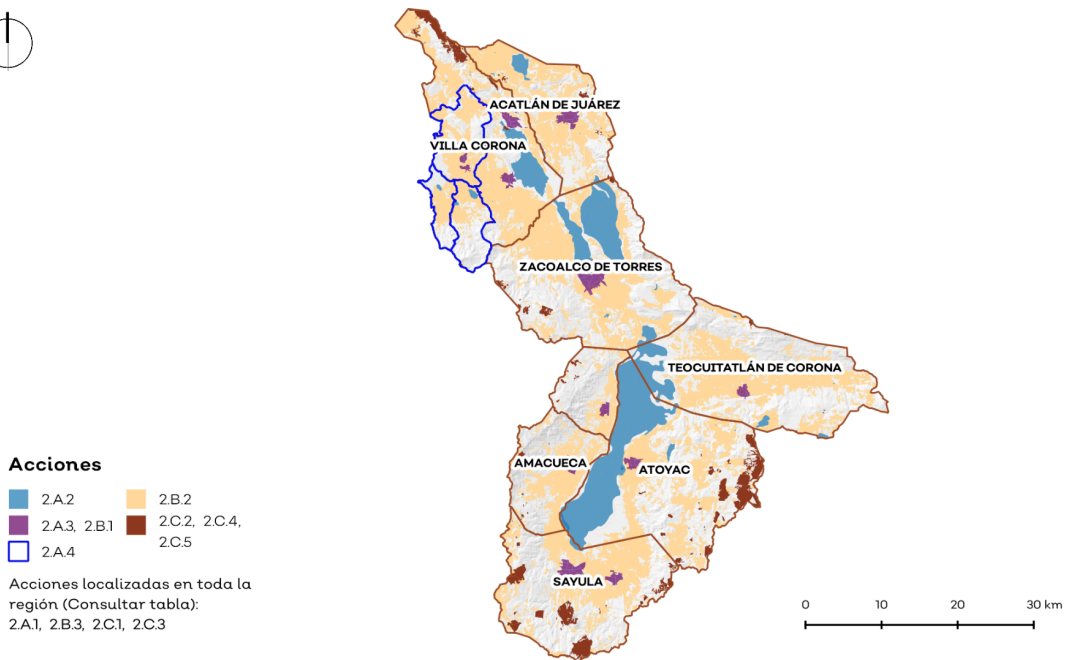 ACATLÁN DE JUÁREZ
VILLA CORONA
ZACOALCO DE TORRES
TEOCUITATLÁN DE CORONA
AMACUECA
ATOYAC
SAYULA
Acciones
2.A.2
2.A.3, 2.B.1
2.A.4
2.B.2
2.C.2, 2.C.4,
2.C.5
Acciones localizadas en toda la
región (Consultar tabla):
2.A.1, 2.B.3, 2.C.1, 2.C.3
0 10 20 30 km